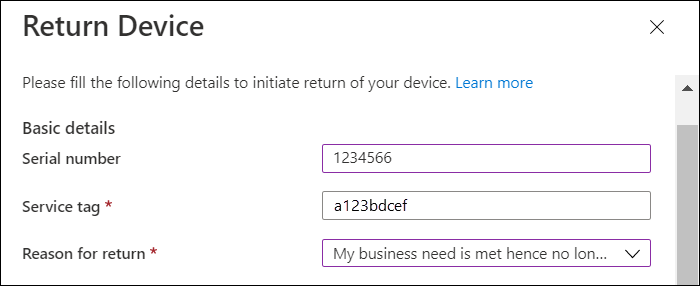 Return Device
Please fill the following details to initiate return of your device. Learn more
Basic details
Serial number 1234566
Service tag * a123bdcef
Reason for return * My business need is met hence no lon...